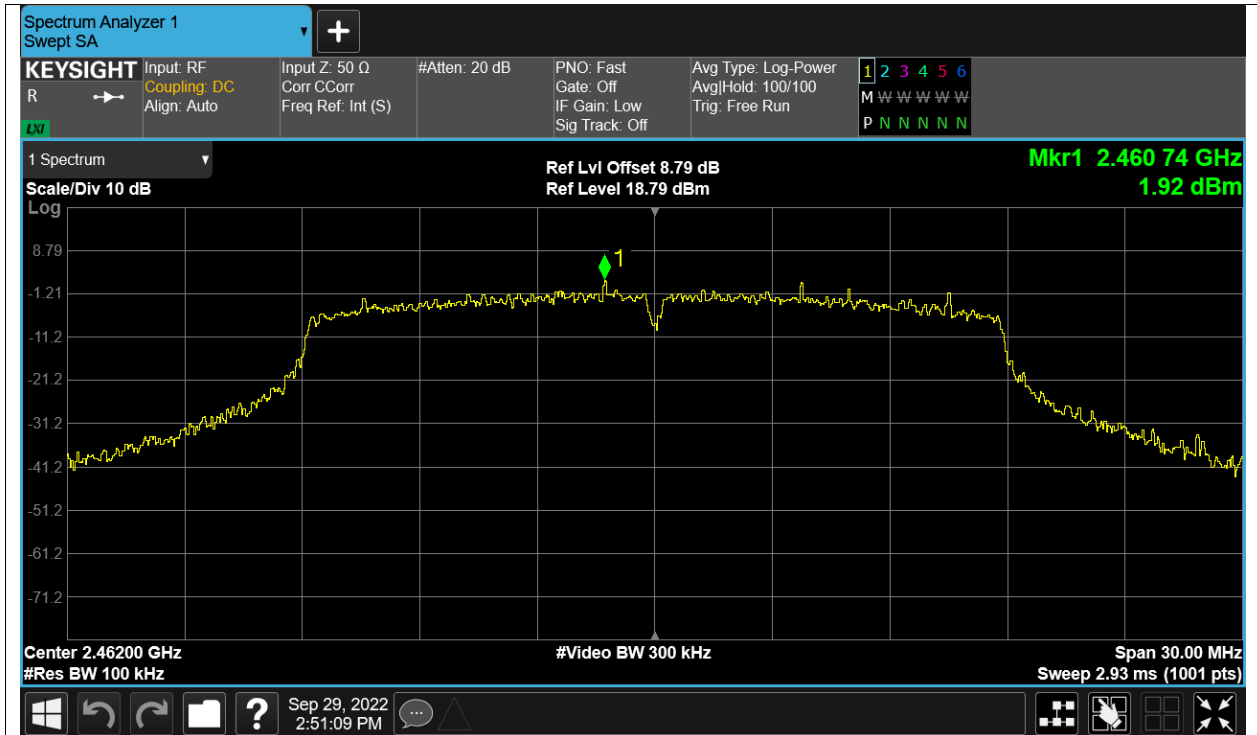 Spectrum Analyzer 1
Swept SA
KEYSIGHT
R
LXI
Input: RF
Coupling: DC
Align: Auto
Input Z: 50 Ω
Corr CCorr
Freq Ref: Int (S)
#Atten: 20 dB
PNO: Fast
Gate: Off
IF Gain: Low
Sig Track: Off
Avg Type: Log-Power
Avg|Hold: 100/100
Trig: Free Run
1 2 3 4 5 6
M W W W W W
P N N N N N N
1 Spectrum
Scale/Div 10 dB
Log
Ref Lvl Offset 8.79 dB
Ref Level 18.79 dBm
Mkr1 2.460 74 GHz
1.92 dBm
1
8.79
-1.21
-11.2
-21.2
-31.2
-41.2
-51.2
-61.2
-71.2
Center 2.46200 GHz
#Video BW 300 kHz
Span 30.00 MHz
#Res BW 100 kHz
Sweep 2.93 ms (1001 pts)
?
Sep 29, 2022
2:51:09 PM